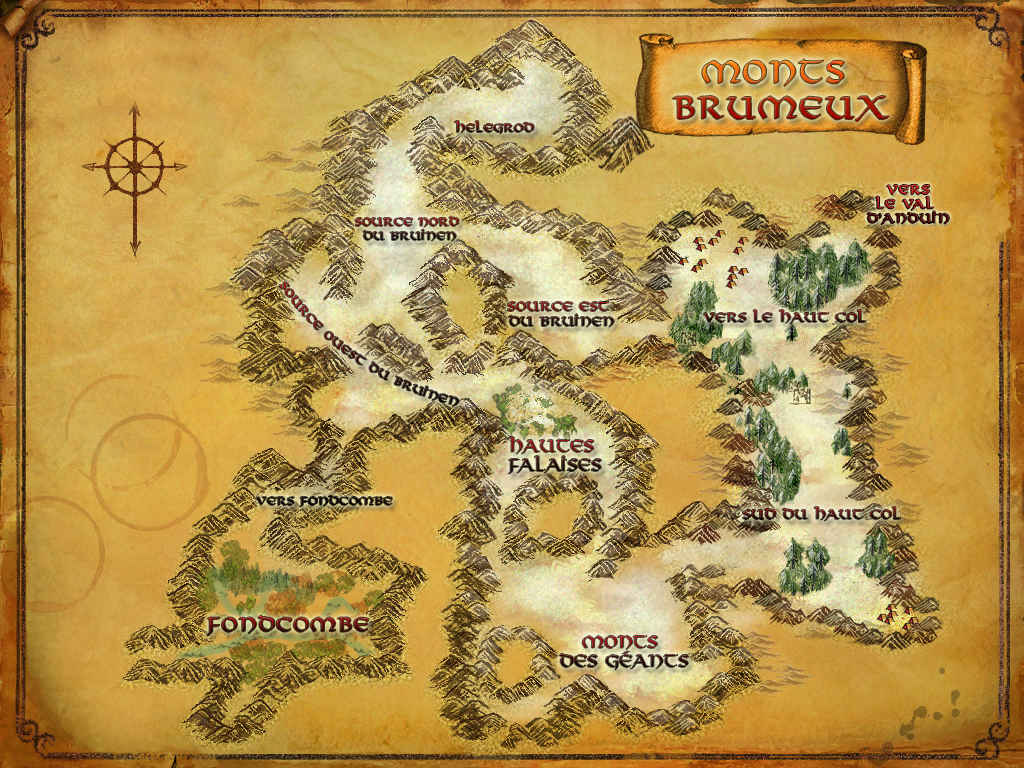 MONTS
BRUMEUX
HELEGROD
VERS
LE VAL
D'ANDUIN
SOURCE NORD
DU BRUINEN
SOURCE OUEST DU BRUINEN
SOURCE EST
DU BRUINEN
VERS LE HAUT COL
HAUTES
FALAISES
VERS FONDCOMBE
SUD DU HAUT COL
FONDCOMBE
MONTS
DES GÉANTS